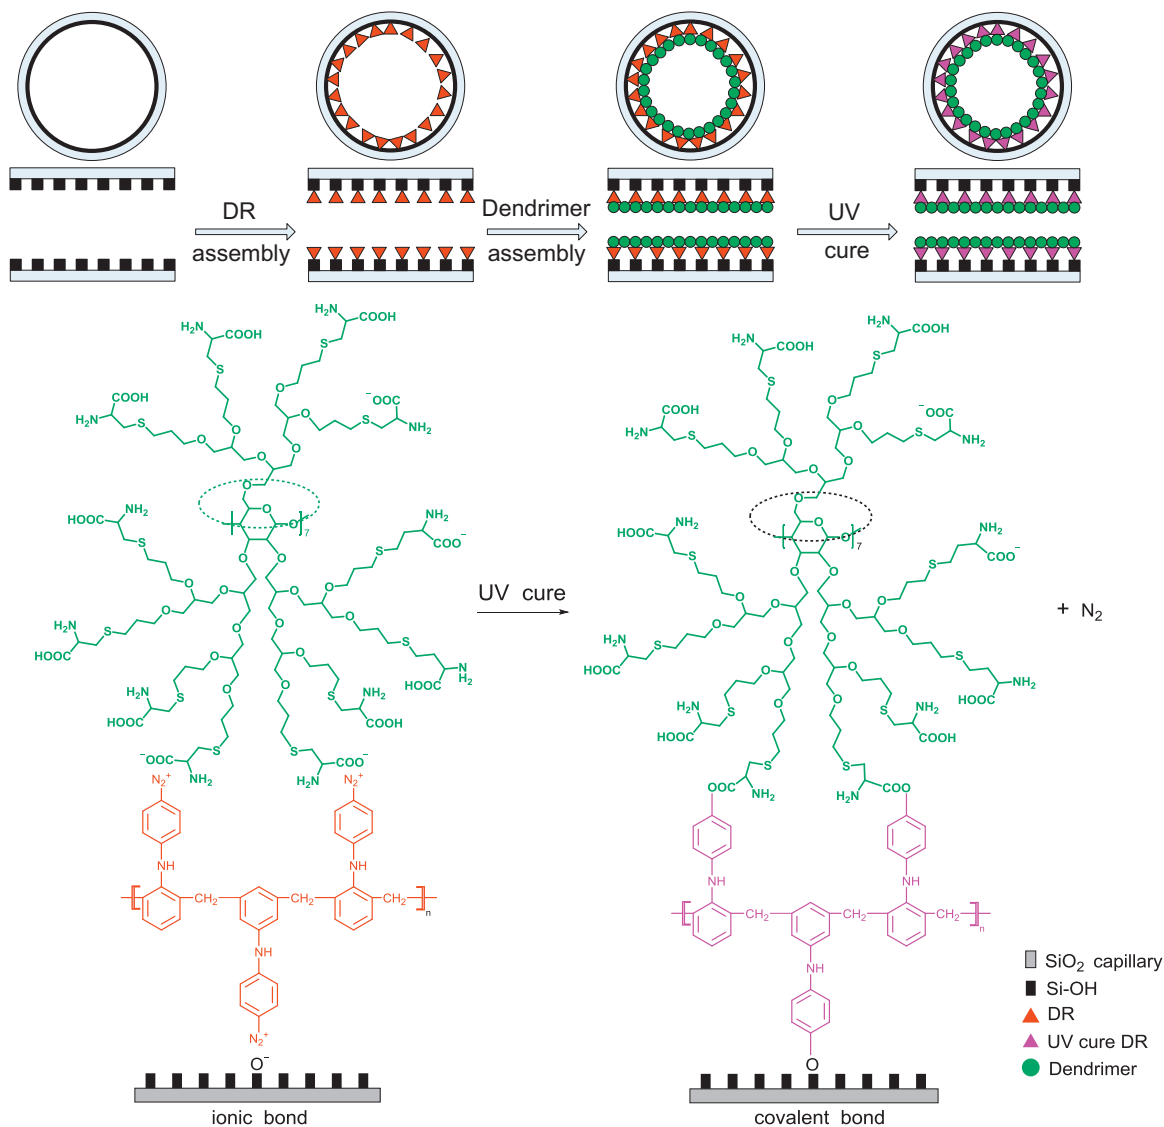 DR
assembly
Dendrimer
assembly
UV
cure
H₂N
COOH
H₂N
COOH
S
S
COOH
H₂N
S
O
O
O
O
S
⁻OOC
NH₂
O
O
O
O
O
O
7
HOOC
NH₂
S
NH₂
COO⁻
S
O
O
O
O
O
O
H₂N
HOOC
S
O
O
S
N
H₂
HOOC
O
O
O
O
H₂N
HOOC
S
O
O
S
NH₂
COOH
⁻OOC
NH₂
S
S
H₂N
COO⁻
UV cure
H₂N
COOH
H₂N
COOH
S
S
COOH
H₂N
S
O
O
O
O
S
⁻OOC
NH₂
O
O
O
O
O
O
7
HOOC
NH₂
S
NH₂
COO⁻
S
O
O
O
O
O
O
H₂N
HOOC
S
O
O
S
NH₂
HOOC
O
O
O
O
H₂N
HOOC
S
O
O
S
NH₂
COOH
S
S
+ N₂
N₂⁺
N₂⁺
NH
NH
CH₂
CH₂
CH₂
n
NH
N₂⁺
O⁻
ionic bond
OOC
NH₂
H₂N
COO
NH
NH
CH₂
CH₂
CH₂
n
NH
O
covalent bond
SiO₂ capillary
Si-OH
DR
UV cure DR
Dendrimer